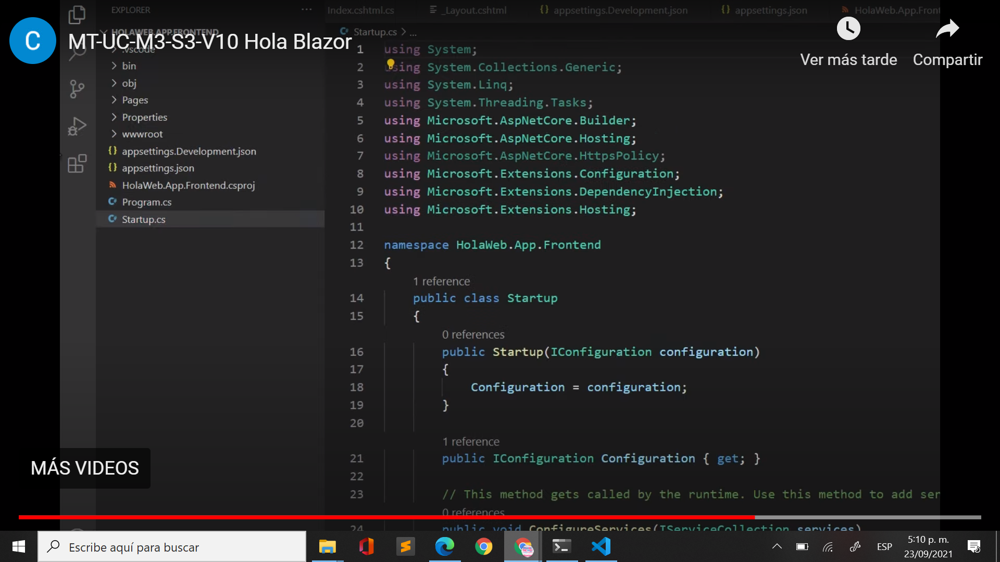 EXPLORER
···
Index.cshtml.cs
_Layout.cshtml
{} appsettings.Development.json
{} appsettings.json
HolaWeb.App.Front
HOLAWEB.APP.FRONTEND
C
MT-UC-M3-S3-V10 Hola Blazor
Ver más tarde
Compartir
.vscode
bin
obj
Pages
Properties
wwwroot
{} appsettings.Development.json
{} appsettings.json
HolaWeb.App.Frontend.csproj
C# Program.cs
C# Startup.cs
C# Startup.cs > ...
1 using System;
2 using System.Collections.Generic;
3 using System.Linq;
4 using System.Threading.Tasks;
5 using Microsoft.AspNetCore.Builder;
6 using Microsoft.AspNetCore.Hosting;
7 using Microsoft.AspNetCore.HttpsPolicy;
8 using Microsoft.Extensions.Configuration;
9 using Microsoft.Extensions.DependencyInjection;
10 using Microsoft.Extensions.Hosting;
11
12 namespace HolaWeb.App.Frontend
13 {
1 reference
14 public class Startup
15 {
0 references
16 public Startup(IConfiguration configuration)
17 {
18 Configuration = configuration;
19 }
20
1 reference
21 public IConfiguration Configuration { get; }
22
23 // This method gets called by the runtime. Use this method to add ser
0 references
24 public void ConfigureServices(IServiceCollection services)
MÁS VIDEOS
Escribe aquí para buscar
ESP
5:10 p. m.
23/09/2021